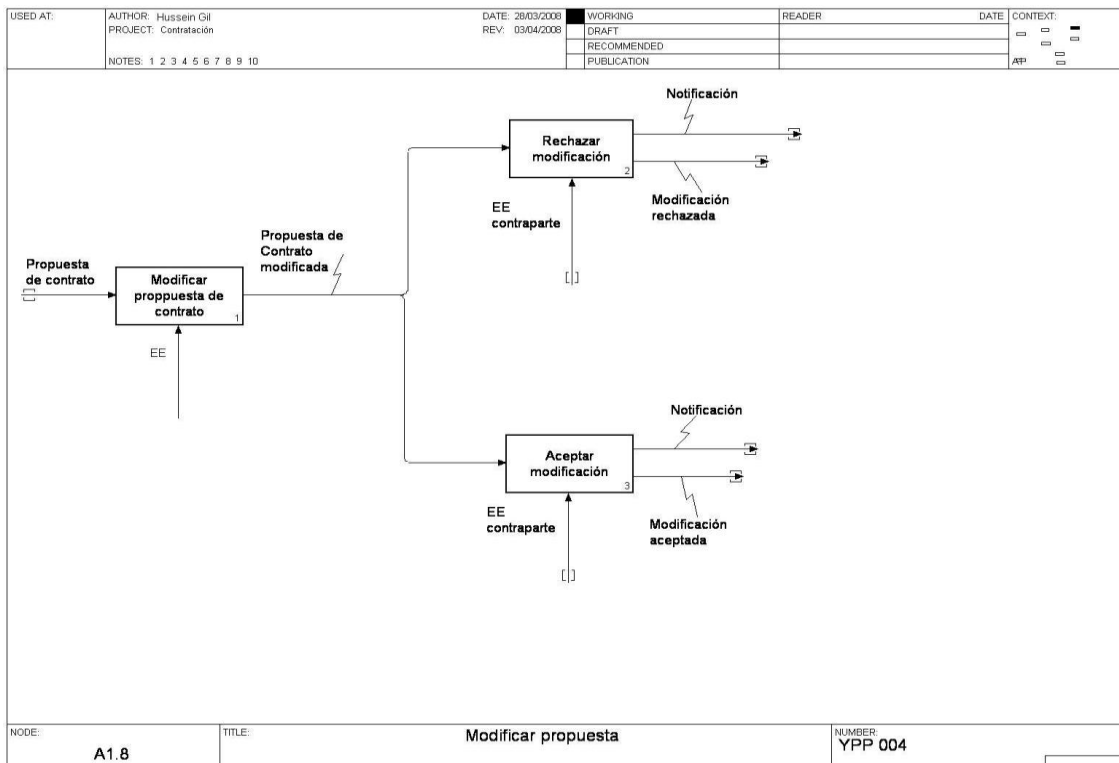 USED AT:
AUTHOR: Hussein Gil
DATE: 28/03/2008
WORKING
READER
DATE
CONTEXT:
PROJECT: Contratación
REV: 03/04/2008
DRAFT
RECOMMENDED
NOTES: 1 2 3 4 5 6 7 8 9 10
PUBLICATION
Notificación
Rechazar
modificación
2
Modificación
rechazada
EE
contraparte
Propuesta de
Contrato
modificada
Propuesta
de contrato
Modificar
proppuesta de
contrato
1
EE
Notificación
Aceptar
modificación
3
EE
contraparte
Modificación
aceptada
NODE:
A1.8
TITLE:
Modificar propuesta
NUMBER:
YPP 004